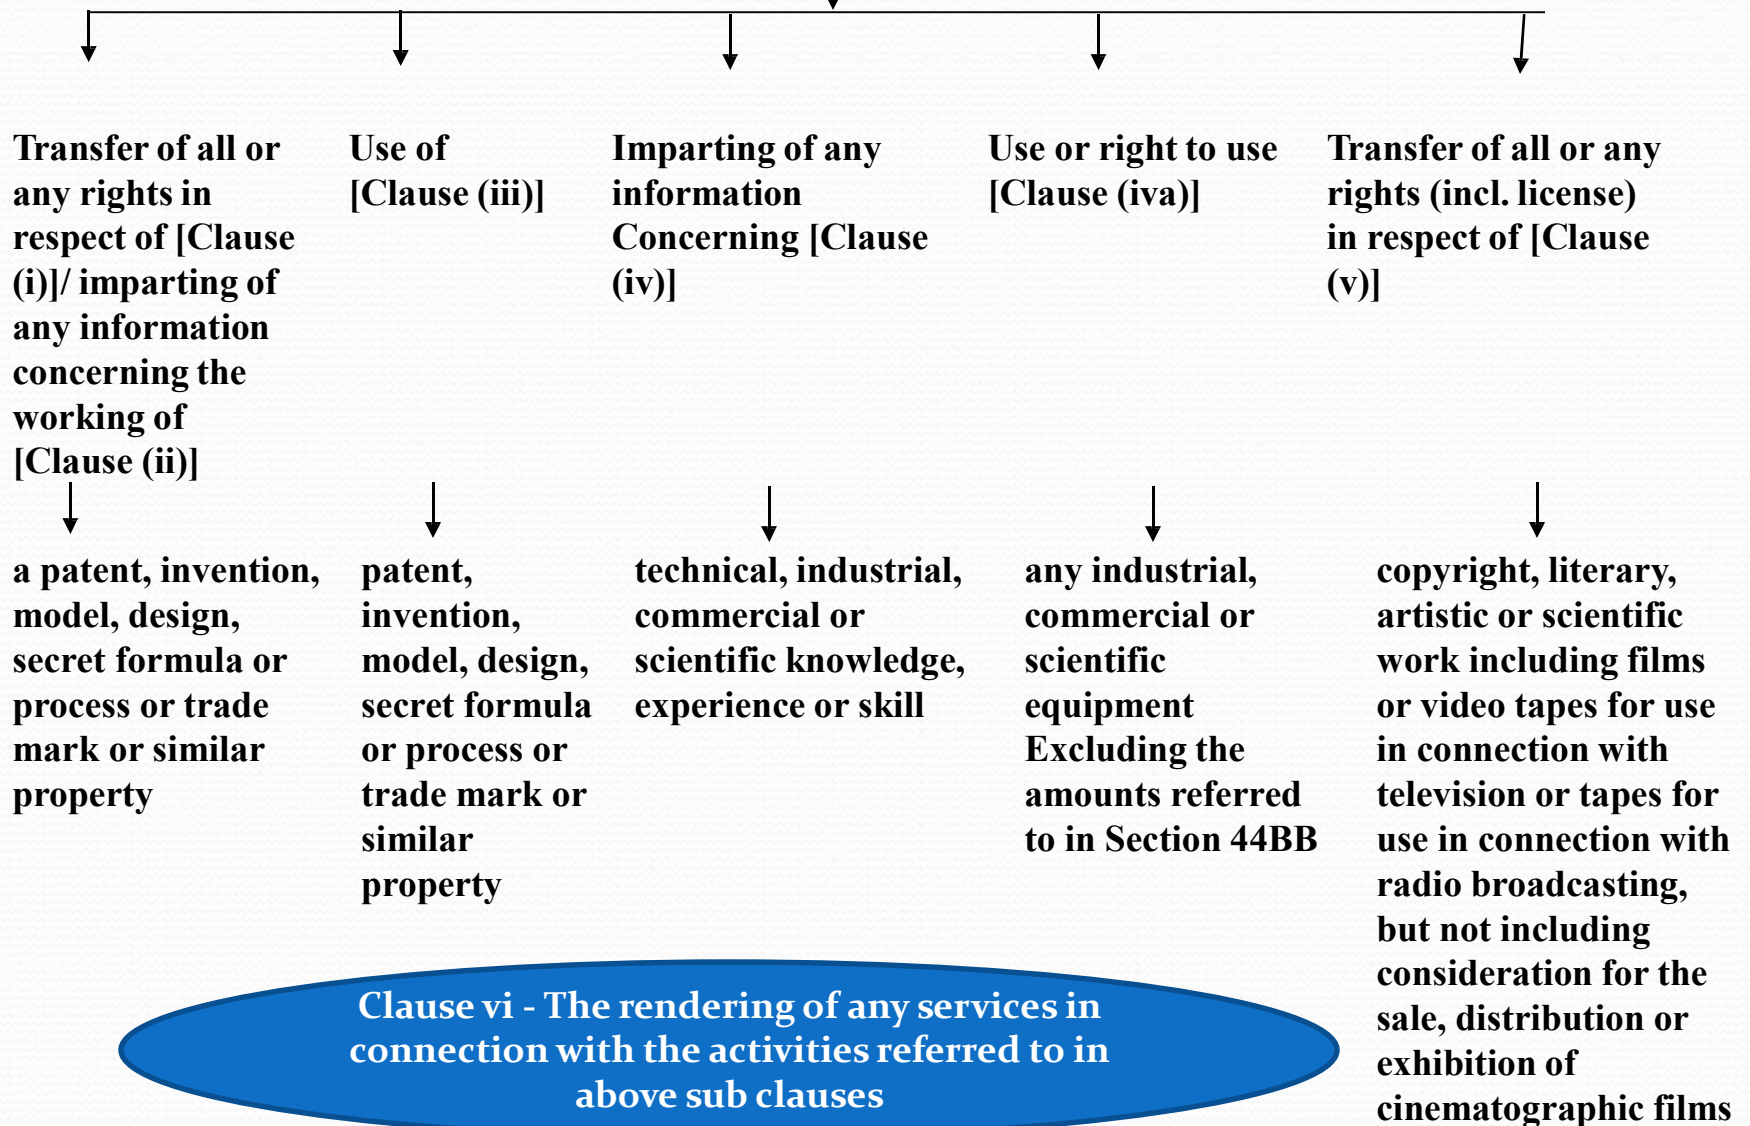 Transfer of all or
any rights in
respect of [Clause
(i)]/ imparting of
any information
concerning the
working of
[Clause (ii)]
Use of
[Clause (iii)]
Imparting of any
information
Concerning [Clause
(iv)]
Use or right to use
[Clause (iva)]
Transfer of all or any
rights (incl. license)
in respect of [Clause
(v)]
a patent, invention,
model, design,
secret formula or
process or trade
mark or similar
property
patent,
invention,
model, design,
secret formula
or process or
trade mark or
similar
property
technical, industrial,
commercial or
scientific knowledge,
experience or skill
any industrial,
commercial or
scientific
equipment
Excluding the
amounts referred
to in Section 44BB
copyright, literary,
artistic or scientific
work including films
or video tapes for use
in connection with
television or tapes for
use in connection with
radio broadcasting,
but not including
consideration for the
sale, distribution or
exhibition of
cinematographic films
Clause vi - The rendering of any services in
connection with the activities referred to in
above sub clauses